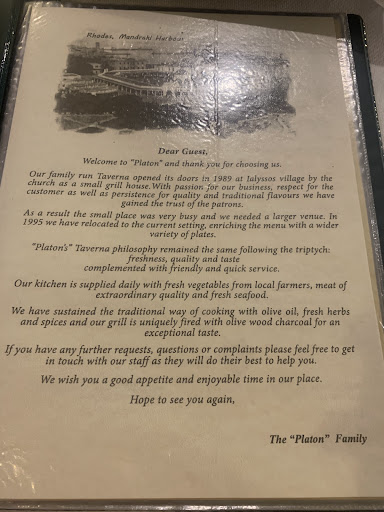 Rhodes, Mandraki Harbour
Dear Guest,
Welcome to "Platon" and thank you for choosing us.
Our family run Taverna opened its doors in 1989 at Ialyssos village by the
church as a small grill house.With passion for our business, respect for the
customer as well as persistence for quality and traditional flavours we have
gained the trust of the patrons.
As a result the small place was very busy and we needed a larger venue. In
1995 we have relocated to the current setting, enriching the menu with a wider
variety of plates.
"Platon's" Taverna philosophy remained the same following the triptych:
freshness, quality and taste
complemented with friendly and quick service.
Our kitchen is supplied daily with fresh vegetables from local farmers, meat of
extraordinary quality and fresh seafood.
We have sustained the traditional way of cooking with olive oil, fresh herbs
and spices and our grill is uniquely fired with olive wood charcoal for an
exceptional taste.
If you have any further requests, questions or complaints please feel free to get
in touch with our staff as they will do their best to help you.
We wish you a good appetite and enjoyable time in our place.
Hope to see you again,
The "Platon" Family